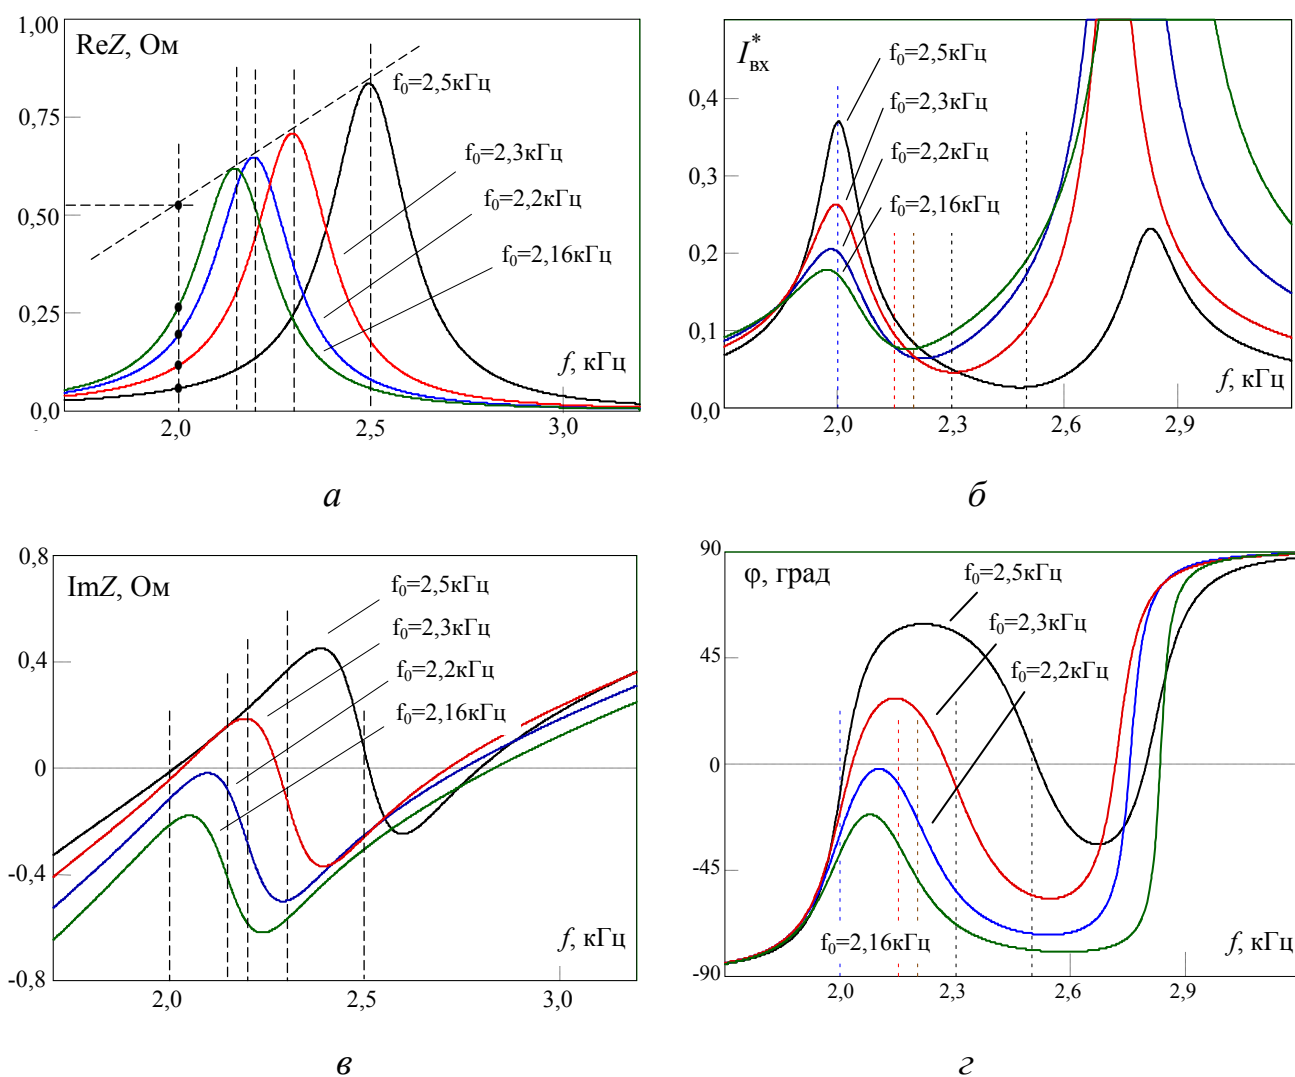 1,00
ReZ, Ом
0,75
0,50
0,25
0,0
f₀=2,5кГц
f₀=2,3кГц
f₀=2,2кГц
f₀=2,16кГц
f, кГц
2,0 2,5 3,0
а
I*вх
0,4
0,3
0,2
0,1
0,0
f₀=2,5кГц
f₀=2,3кГц
f₀=2,2кГц
f₀=2,16кГц
f, кГц
2,0 2,3 2,6 2,9
б
0,8
ImZ, Ом
0,4
0
-0,4
-0,8
f₀=2,5кГц
f₀=2,3кГц
f₀=2,2кГц
f₀=2,16кГц
f, кГц
2,0 2,5 3,0
в
90
φ, град
45
0
-45
-90
f₀=2,5кГц
f₀=2,3кГц
f₀=2,2кГц
f₀=2,16кГц
f, кГц
2,0 2,3 2,6 2,9
г